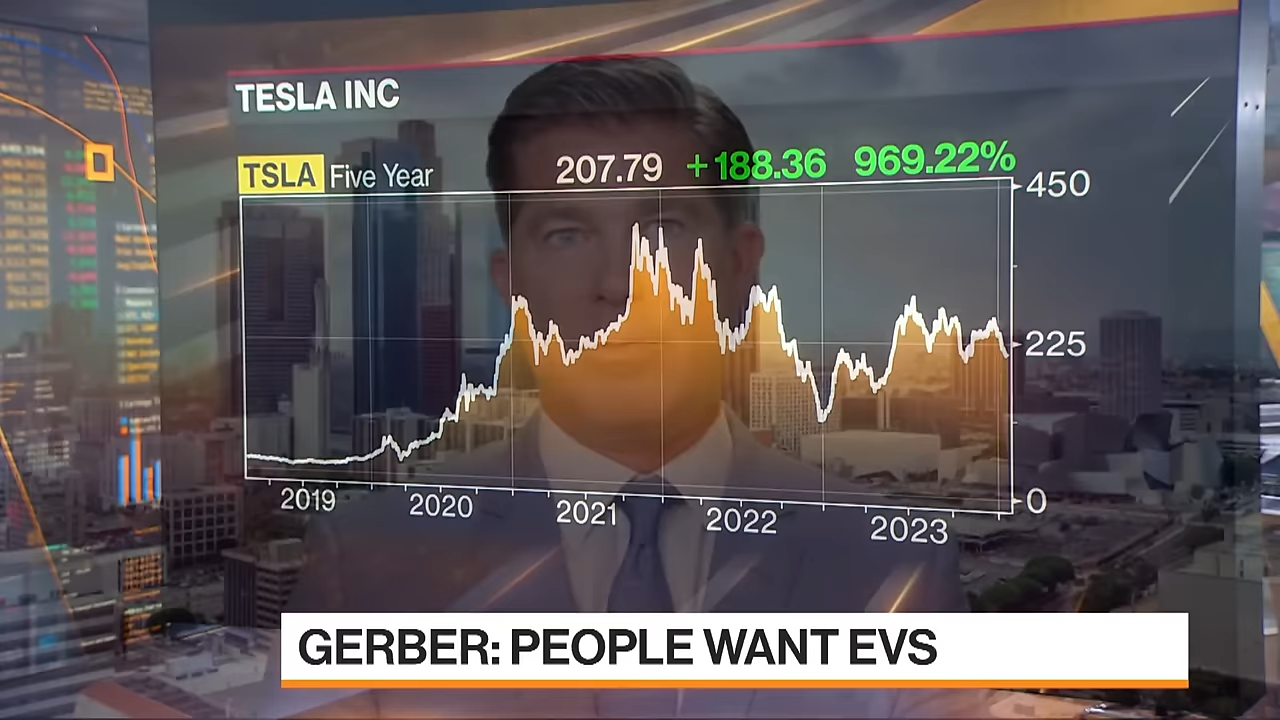 TESLA INC
TSLA Five Year 207.79 +188.36 969.22%
450
225
0
2019 2020 2021 2022 2023
GERBER: PEOPLE WANT EVS